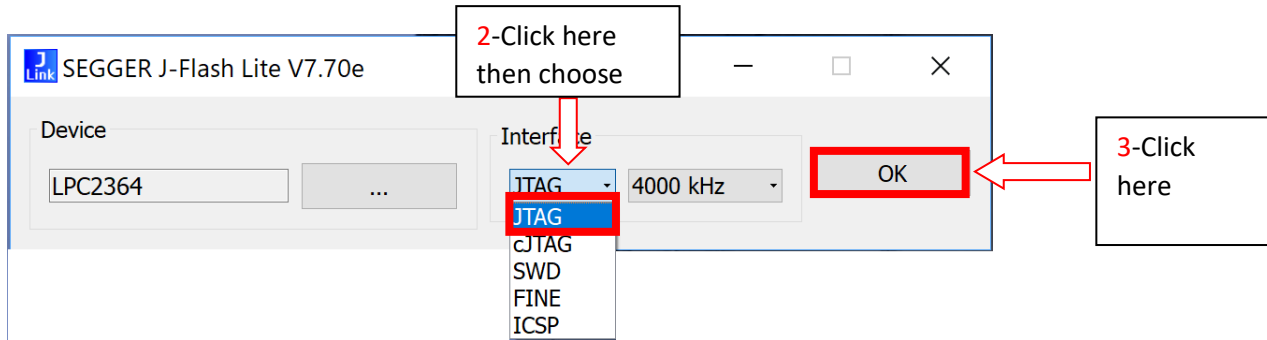 2-Click here
then choose
J
Link
SEGGER J-Flash Lite V7.70e
Device
Interface
LPC2364
...
JTAG
4000 kHz
OK
JTAG
cJTAG
SWD
FINE
ICSP
3-Click
here